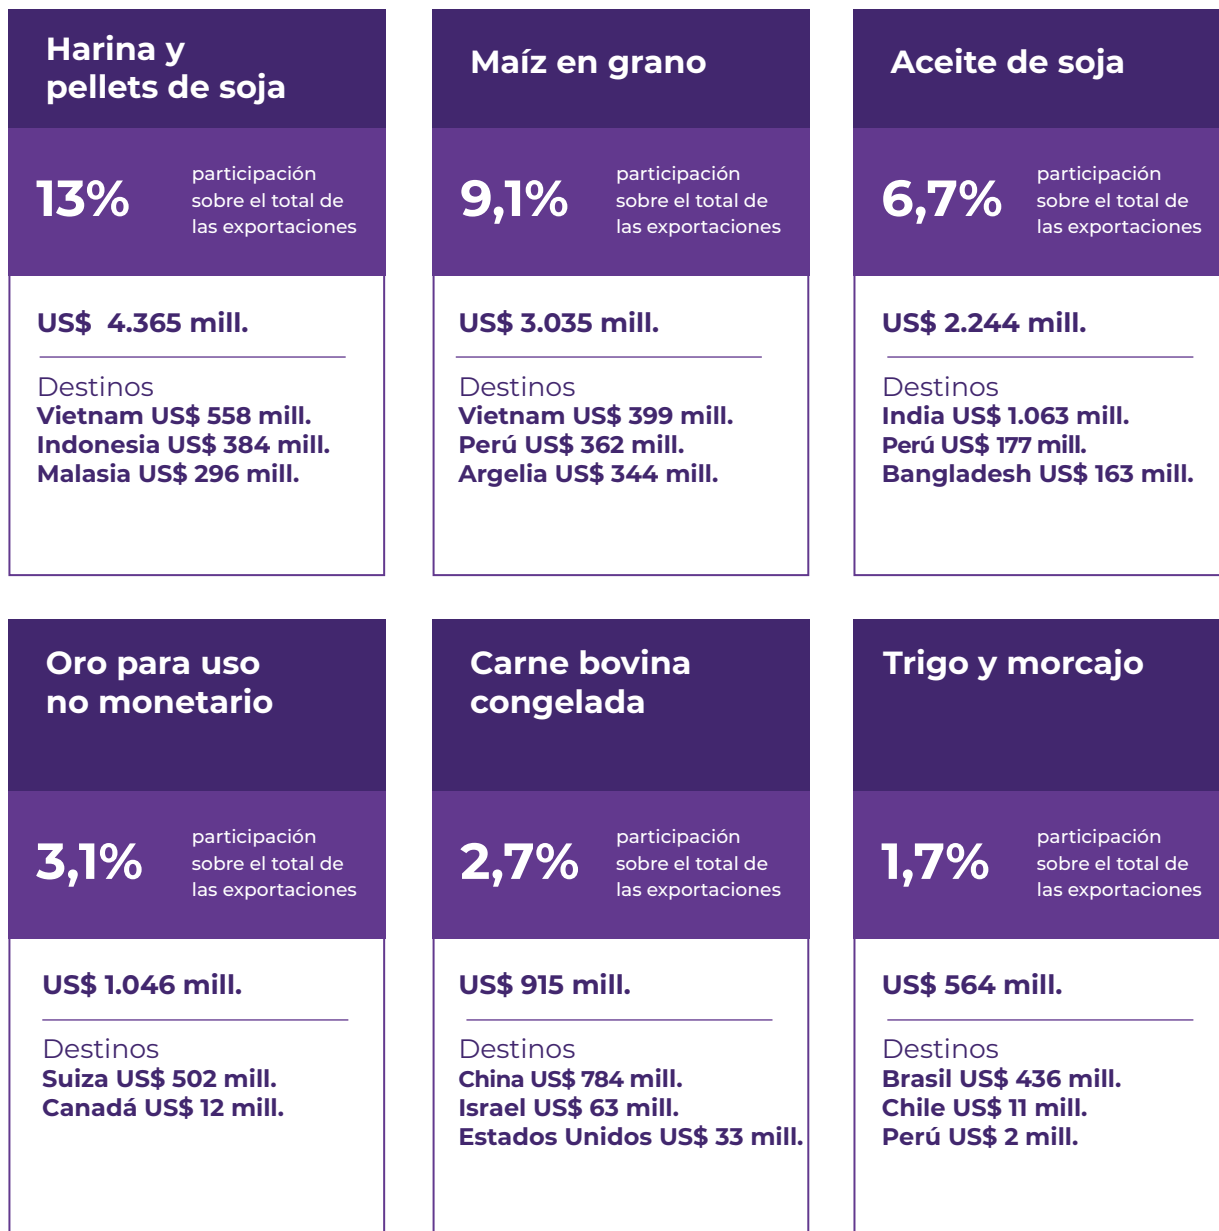 Harina y
pellets de soja
13%
participación
sobre el total de
las exportaciones
US$ 4.365 mill.
Destinos
Vietnam US$ 558 mill.
Indonesia US$ 384 mill.
Malasia US$ 296 mill.
Maíz en grano
9,1%
participación
sobre el total de
las exportaciones
US$ 3.035 mill.
Destinos
Vietnam US$ 399 mill.
Perú US$ 362 mill.
Argelia US$ 344 mill.
Aceite de soja
6,7%
participación
sobre el total de
las exportaciones
US$ 2.244 mill.
Destinos
India US$ 1.063 mill.
Perú US$ 177 mill.
Bangladesh US$ 163 mill.
Oro para uso
no monetario
3,1%
participación
sobre el total de
las exportaciones
US$ 1.046 mill.
Destinos
Suiza US$ 502 mill.
Canadá US$ 12 mill.
Carne bovina
congelada
2,7%
participación
sobre el total de
las exportaciones
US$ 915 mill.
Destinos
China US$ 784 mill.
Israel US$ 63 mill.
Estados Unidos US$ 33 mill.
Trigo y morcajo
1,7%
participación
sobre el total de
las exportaciones
US$ 564 mill.
Destinos
Brasil US$ 436 mill.
Chile US$ 11 mill.
Perú US$ 2 mill.